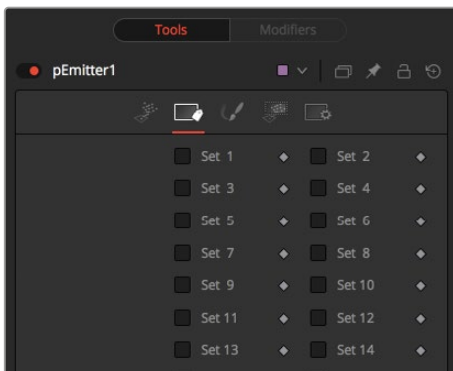 Tools Modifiers
pEmitter1
Set 1 Set 2
Set 3 Set 4
Set 5 Set 6
Set 7 Set 8
Set 9 Set 10
Set 11 Set 12
Set 13 Set 14